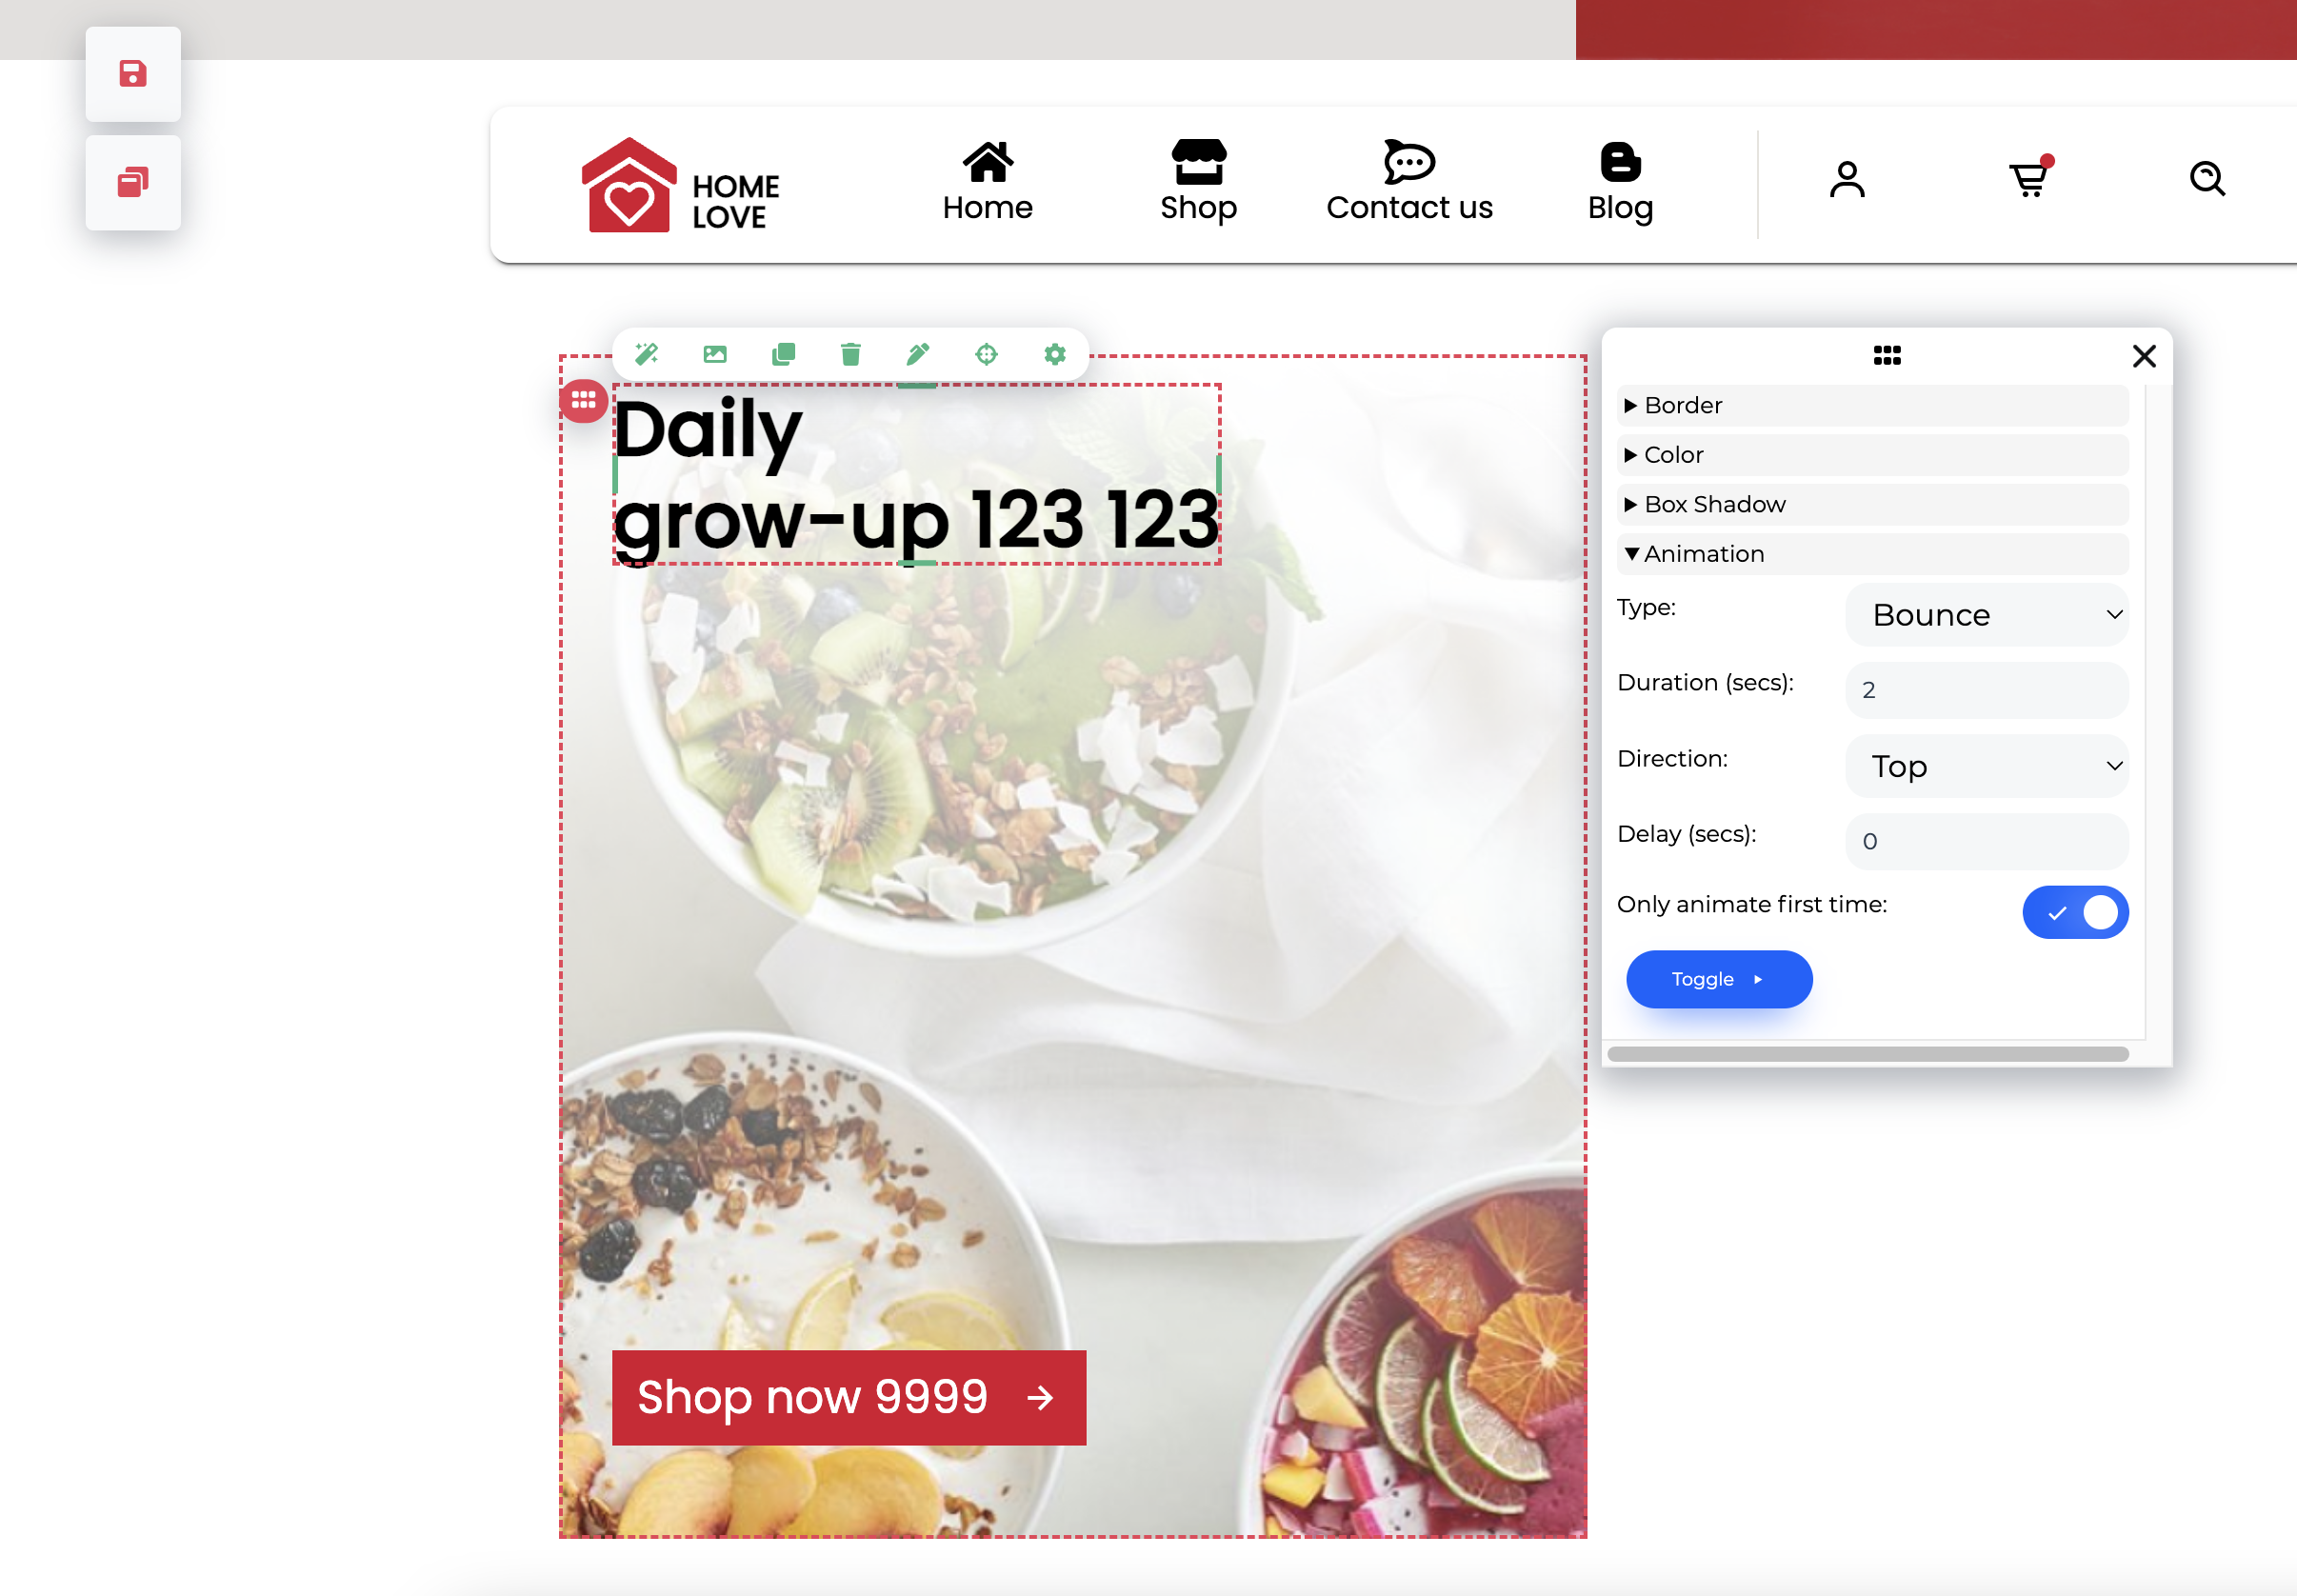 HOME
LOVE
Home
Shop
Contact us
Blog
Daily
grow-up 123 123
Shop now 9999
Border
Color
Box Shadow
Animation
Type:
Bounce
Duration (secs):
2
Direction:
Top
Delay (secs):
0
Only animate first time:
Toggle